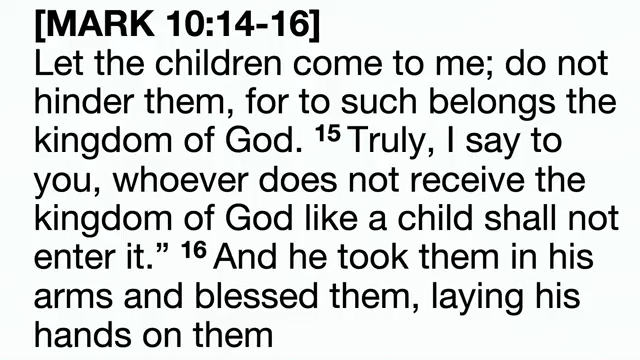 [MARK 10:14-16]
Let the children come to me; do not
hinder them, for to such belongs the
kingdom of God. 15 Truly, I say to
you, whoever does not receive the
kingdom of God like a child shall not
enter it.” 16 And he took them in his
arms and blessed them, laying his
hands on them